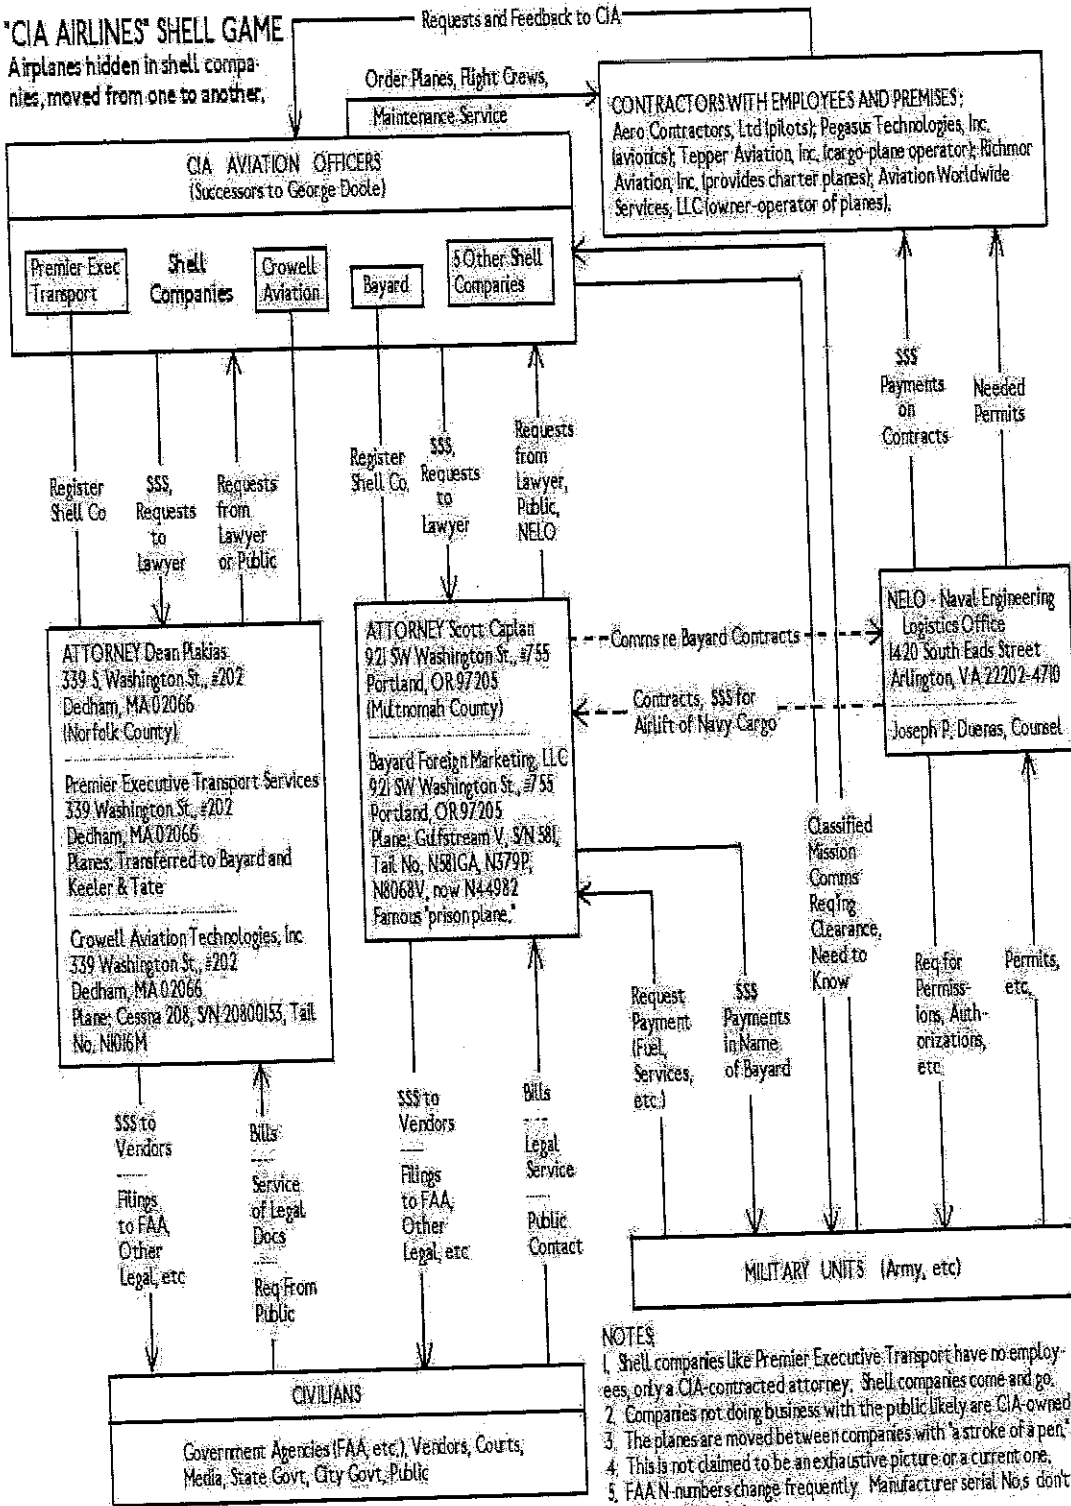 "CIA AIRLINES" SHELL GAME
Airplanes hidden in shell compa-
nies, moved from one to another.
Requests and Feedback to CIA
Order Planes, Flight Crews,
Maintenance Service
CONTRACTORS WITH EMPLOYEES AND PREMISES:
Aero Contractors, Ltd (pilots); Pegasus Technologies, Inc.
(avionics); Tepper Aviation, Inc. (cargo-plane operator); Richmor
Aviation, Inc. (provides charter planes); Aviation Worldwide
Services, LLC (owner-operator of planes).
CIA AVIATION OFFICERS
(Successors to George Doole)
Premier Exec
Transport
Shell
Companies
Crowell
Aviation
Bayard
5 Other Shell
Companies
Register
Shell Co
$$$,
Requests
to
Lawyer
Requests
from
Lawyer
or Public
Register
Shell Co.
$$$,
Requests
to
Lawyer
Requests
from
Lawyer,
Public,
NELO
$$$
Payments
on
Contracts
Needed
Permits
ATTORNEY Dean Plakias
339 S. Washington St., #202
Dedham, MA 02066
(Norfolk County)
Premier Executive Transport Services
339 Washington St., #202
Dedham, MA 02066
Planes: Transferred to Bayard and
Keeler & Tate
Crowell Aviation Technologies, Inc
339 Washington St., #202
Dedham, MA 02066
Plane: Cessna 208, S/N 20800153, Tail
No. N1016M
ATTORNEY Scott Caplan
921 SW Washington St., #755
Portland, OR 97205
(Multnomah County)
Bayard Foreign Marketing, LLC
921 SW Washington St., #755
Portland, OR 97205
Plane: Gulfstream V, S/N 581,
Tail No. N581GA, N379P,
N8068V, now N44982
Famous "prison plane."
Comms re Bayard Contracts
Contracts, $$$ for
Airlift of Navy Cargo
NELO - Naval Engineering
Logistics Office
1420 South Eads Street
Arlington, VA 22202-4710
Joseph P. Duenas, Counsel
Classified
Mission
Comms
Req'ing
Clearance,
Need to
Know
Request
Payment
(Fuel,
Services,
etc.)
$$$
Payments
in Name
of Bayard
Req for
Permiss-
ions, Auth-
orizations,
etc
Permits,
etc.
$$$ to
Vendors
Filings
to FAA,
Other
Legal, etc
Bills
Service
of Legal
Docs
Req From
Public
$$$ to
Vendors
Filings
to FAA,
Other
Legal, etc
Bills
Legal
Service
Public
Contact
MILITARY UNITS (Army, etc)
CIVILIANS
Government Agencies (FAA, etc.), Vendors, Courts,
Media, State Govt, City Govt, Public
NOTES
1. Shell companies like Premier Executive Transport have no employ-
ees, only a CIA-contracted attorney. Shell companies come and go.
2. Companies not doing business with the public likely are CIA-owned
3. The planes are moved between companies with "a stroke of a pen."
4. This is not claimed to be an exhaustive picture or a current one.
5. FAA N-numbers change frequently. Manufacturer serial No.s don't